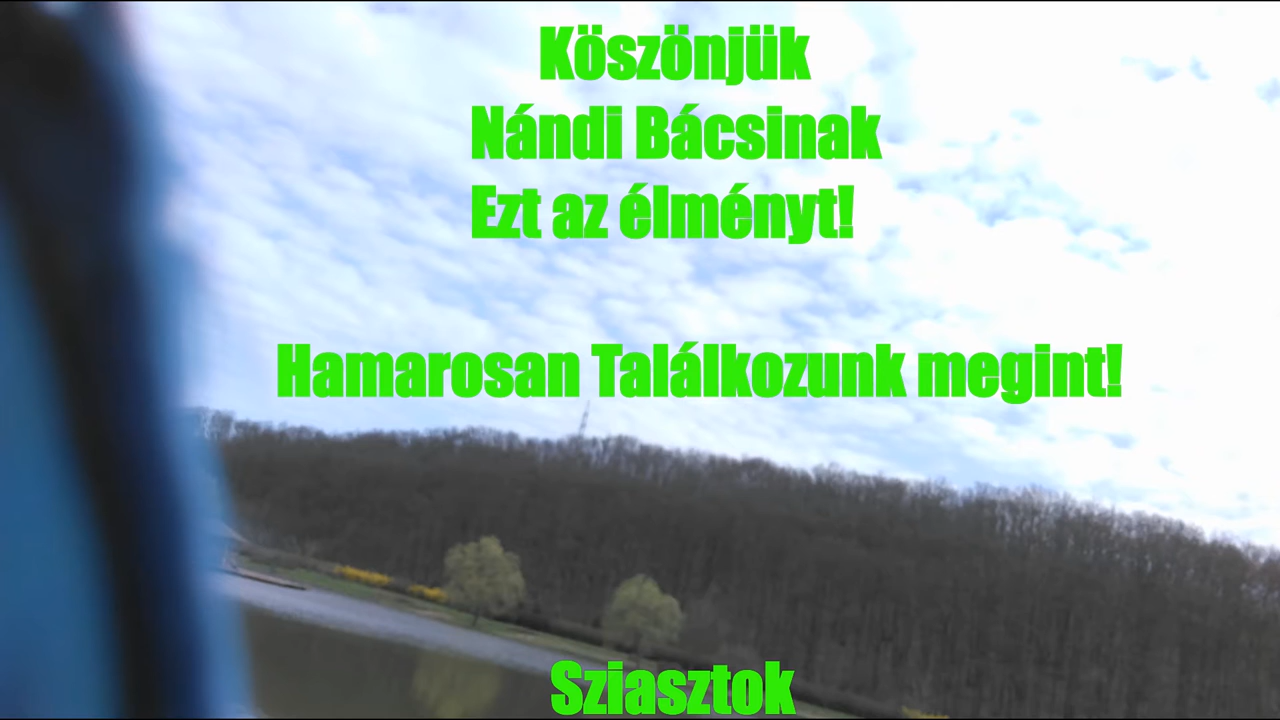 Köszönjük
Nándi Bácsinak
Ezt az élményt!
Hamarosan Találkozunk megint!
Sziasztok